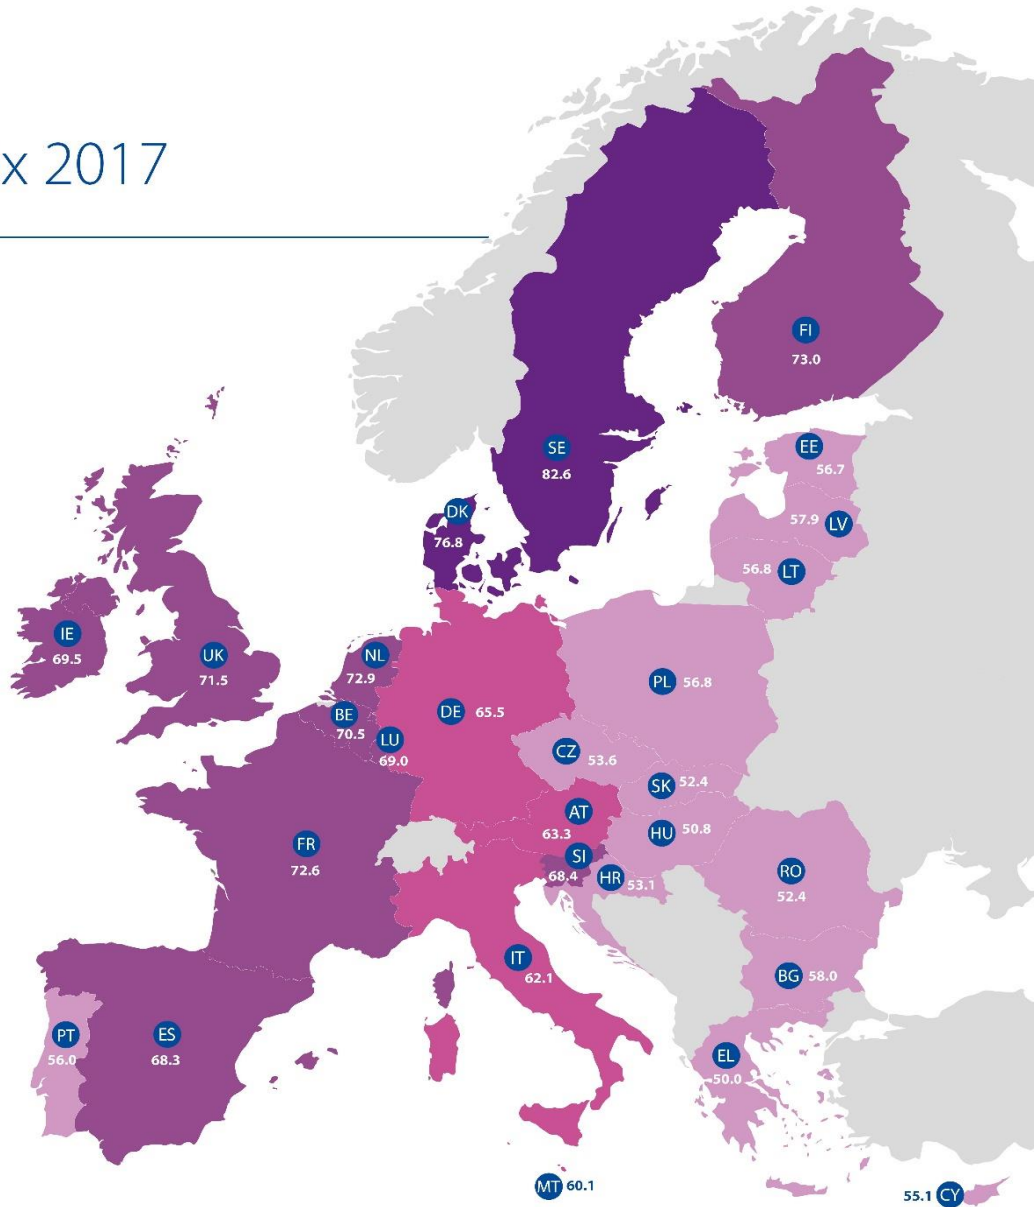 x 2017
FI
73.0
SE
82.6
EE
56.7
DK
76.8
57.9 LV
56.8 LT
IE
69.5
UK
71.5
NL
72.9
PL 56.8
BE
70.5
DE 65.5
LU
69.0
CZ
53.6
SK 52.4
AT
63.3
HU 50.8
FR
72.6
SI
68.4
HR 53.1
RO
52.4
IT
62.1
BG 58.0
PT
56.0
ES
68.3
EL
50.0
MT 60.1
55.1 CY